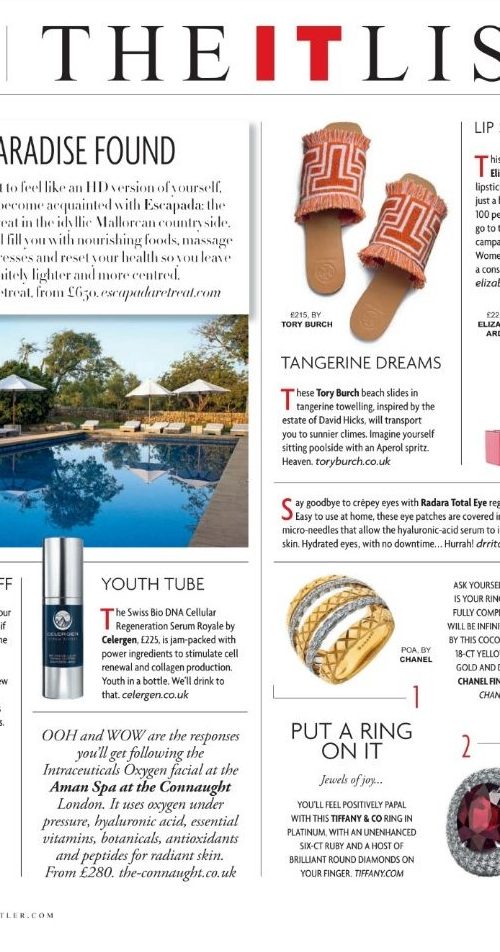 THE IT LIS
ARADISE FOUND
t to feel like an HD version of yourself,
become acquainted with Escapada: the
reat in the idyllic Mallorcan countryside.
l fill you with nourishing foods, massage
resses and reset your health so you leave
nitely lighter and more centred.
etreat, from £650. escapadaretreat.com
£215, BY
TORY BURCH
TANGERINE DREAMS
These Tory Burch beach slides in
tangerine towelling, inspired by the
estate of David Hicks, will transport
you to sunnier climes. Imagine yourself
sitting poolside with an Aperol spritz.
Heaven. toryburch.co.uk
LIP
This
Eli
lipstic
just a l
100 pe
go to t
campa
Wome
a cons
elizab
£22
ELIZA
ARD
Say goodbye to crêpey eyes with Radara Total Eye reg
Easy to use at home, these eye patches are covered i
micro-needles that allow the hyaluronic-acid serum to i
skin. Hydrated eyes, with no downtime... Hurrah! drrito
FF
our
if
he
ew
s.
CELERGEN
YOUTH TUBE
The Swiss Bio DNA Cellular
Regeneration Serum Royale by
Celergen, £225, is jam-packed with
power ingredients to stimulate cell
renewal and collagen production.
Youth in a bottle. We'll drink to
that. celergen.co.uk
OOH and WOW are the responses
you'll get following the
Intraceuticals Oxygen facial at the
Aman Spa at the Connaught
London. It uses oxygen under
pressure, hyaluronic acid, essential
vitamins, botanicals, antioxidants
and peptides for radiant skin.
From £280. the-connaught.co.uk
POA, BY
CHANEL
1
ASK YOURSE
IS YOUR RIN
FULLY COMP
WILL BE INFINI
BY THIS COCO
18-CT YELLO
GOLD AND D
CHANEL FIN
CHAN
PUT A RING
ON IT
Jewels of joy...
YOU'LL FEEL POSITIVELY PAPAL
WITH THIS TIFFANY & CO RING IN
PLATINUM, WITH AN UNENHANCED
SIX-CT RUBY AND A HOST OF
BRILLIANT ROUND DIAMONDS ON
YOUR FINGER. TIFFANY.COM
2
TLER.COM